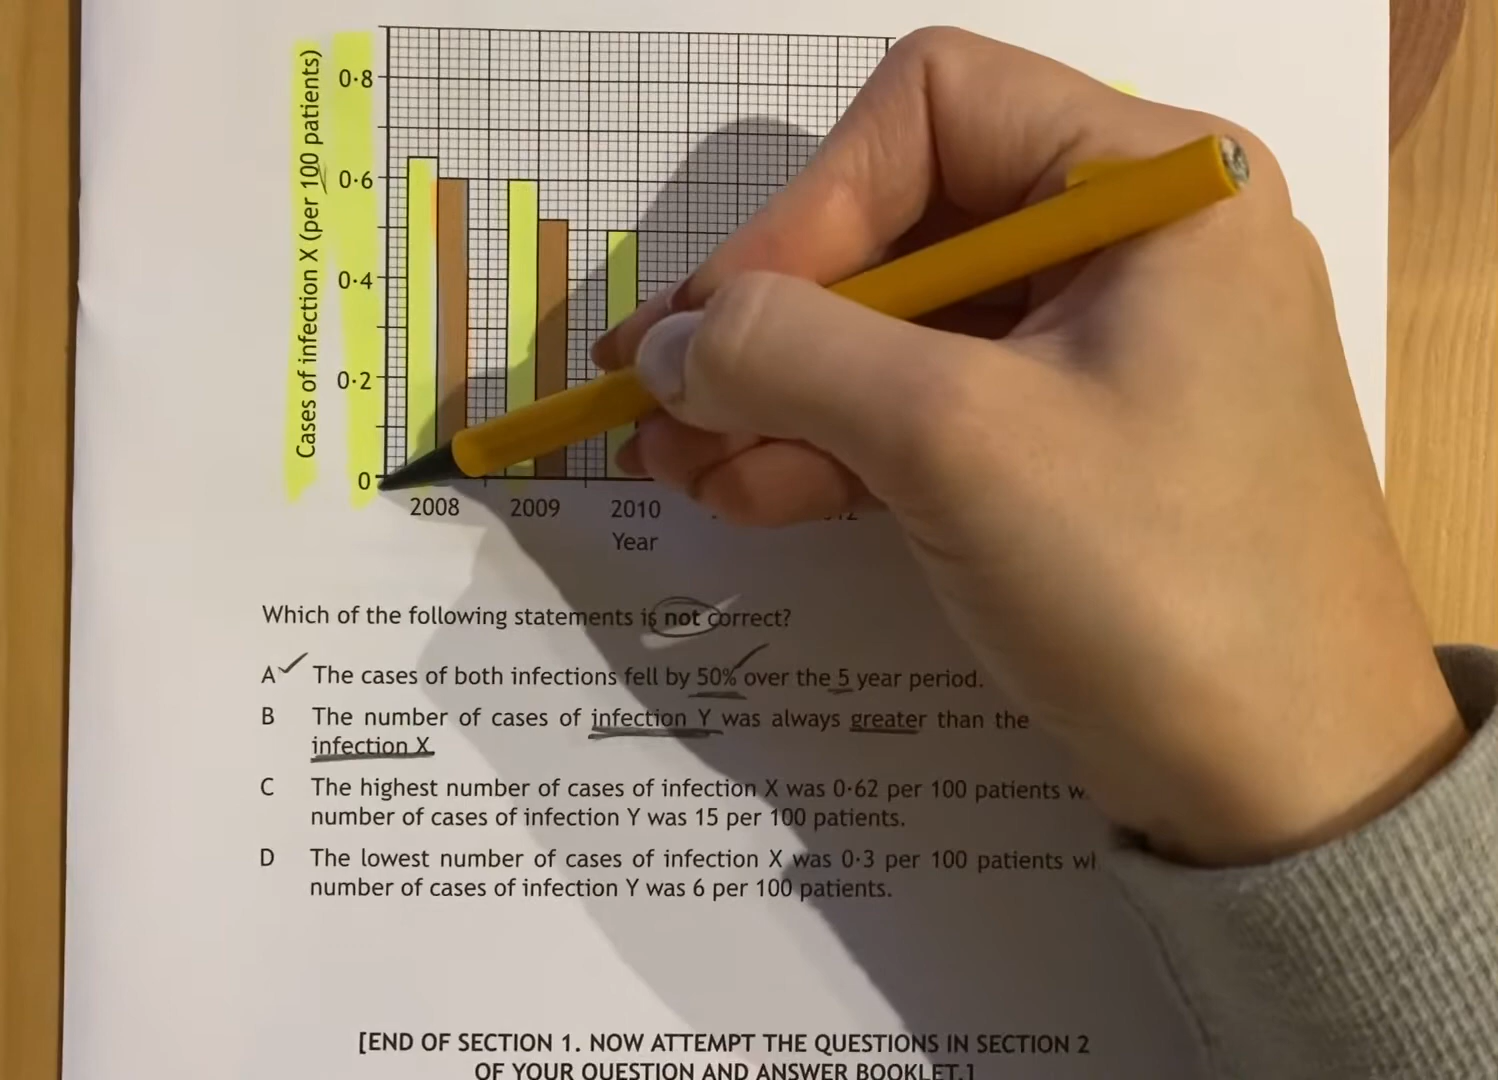 Cases of infection X (per 100 patients)
0·8
0·6
0·4
0·2
0
2008 2009 2010
Year
Which of the following statements is not correct?
A The cases of both infections fell by 50% over the 5 year period.
B The number of cases of infection Y was always greater than the
infection X.
C The highest number of cases of infection X was 0·62 per 100 patients
number of cases of infection Y was 15 per 100 patients.
D The lowest number of cases of infection X was 0·3 per 100 patients
number of cases of infection Y was 6 per 100 patients.
[END OF SECTION 1. NOW ATTEMPT THE QUESTIONS IN SECTION 2
OF YOUR QUESTION AND ANSWER BOOKLET.]